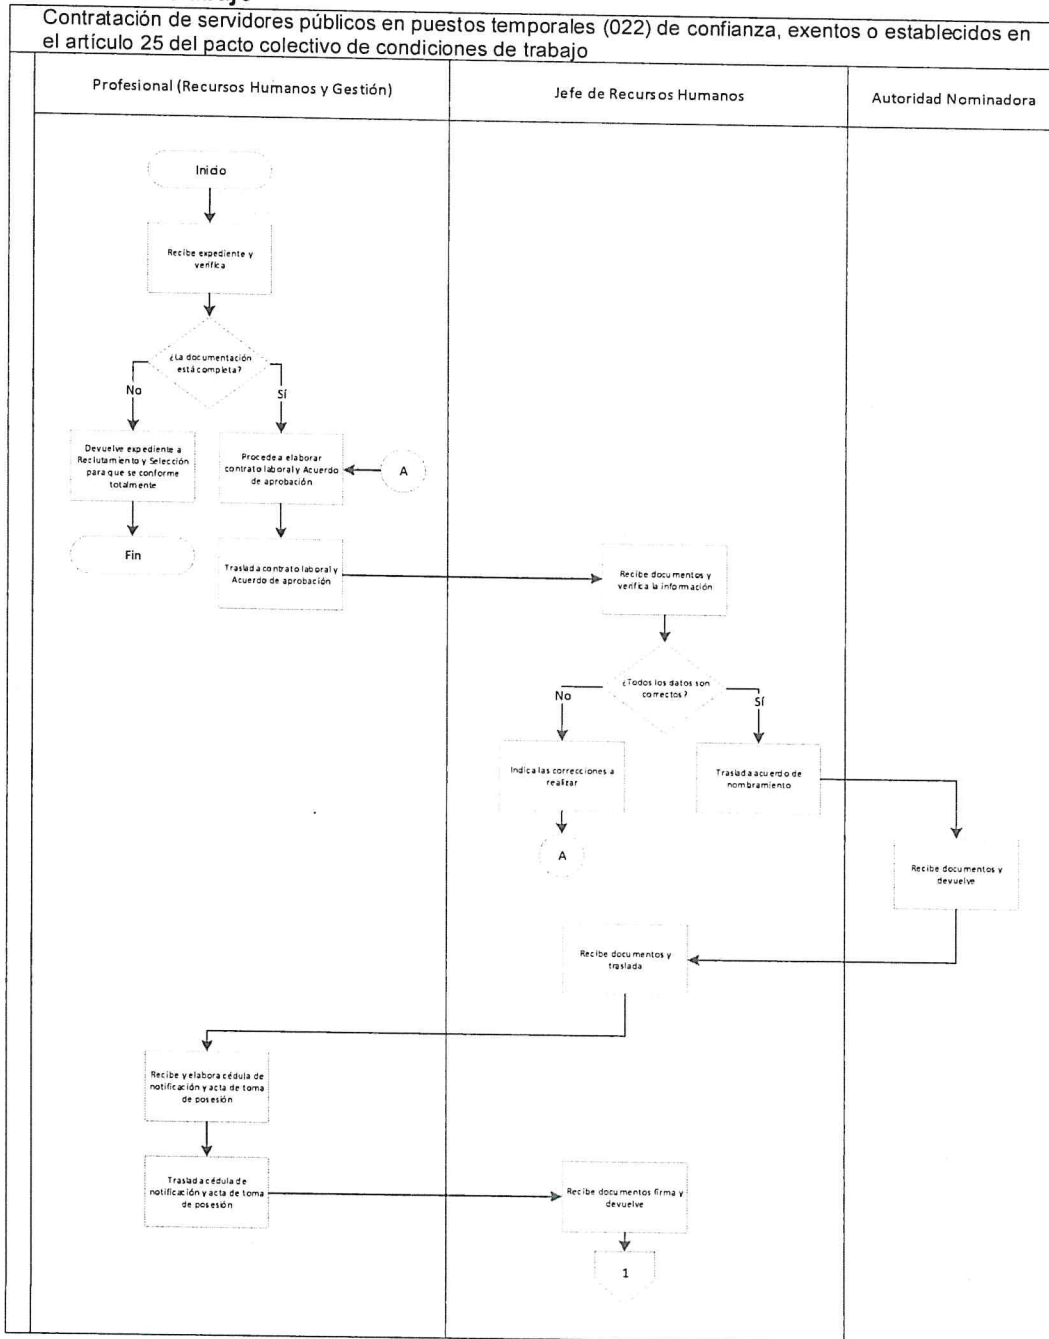 Contratación de servidores públicos en puestos temporales (022) de confianza, exentos o establecidos en
el artículo 25 del pacto colectivo de condiciones de trabajo
Profesional (Recursos Humanos y Gestión)
Jefe de Recursos Humanos
Autoridad Nominadora
Inicio
Recibe expediente y
verifica
¿La documentación
está completa?
No
Sí
Devuelve expediente a
Reclutamiento y Selección
para que se conforme
totalmente
Procede a elaborar
contrato laboral y Acuerdo
de aprobación
A
Fin
Traslada contrato laboral y
Acuerdo de aprobación
Recibe documentos y
verifica la información
¿Todos los datos son
correctos?
No
Sí
Indica las correcciones a
realizar
Traslada acuerdo de
nombramiento
A
Recibe documentos y
devuelve
Recibe documentos y
traslada
Recibe y elabora cédula de
notificación y acta de toma
de posesión
Traslada cédula de
notificación y acta de toma
de posesión
Recibe documentos firma y
devuelve
1